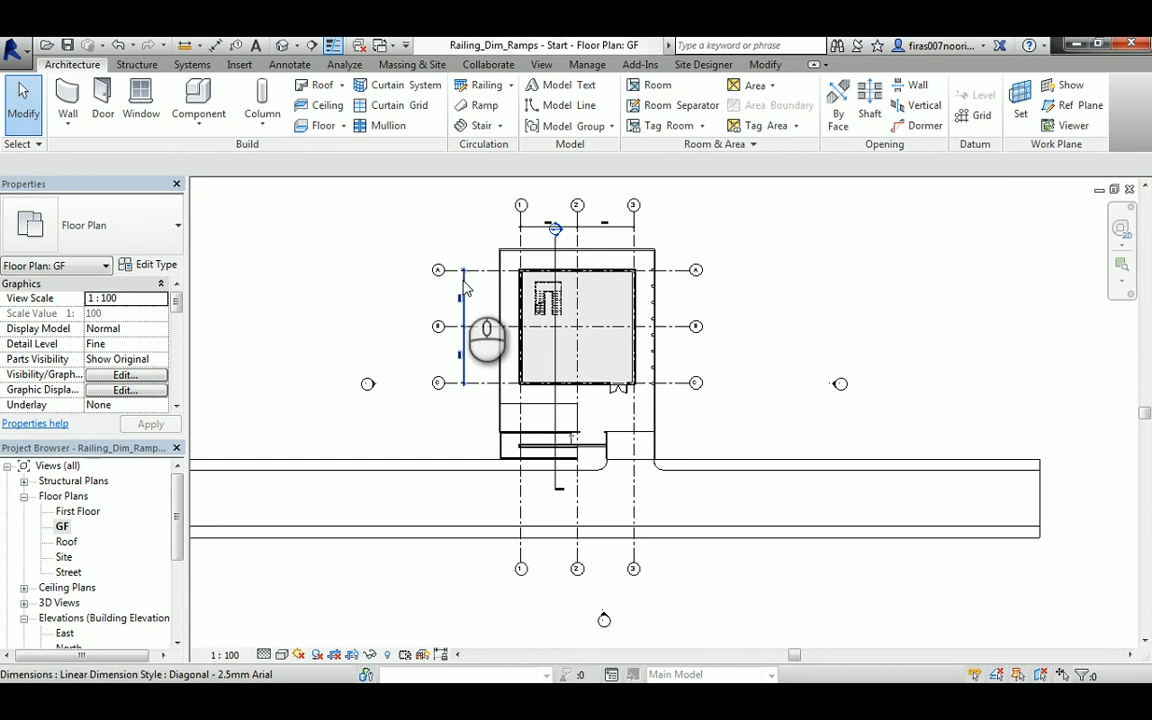 Railing_Dim_Ramps - Start - Floor Plan: GF
Type a keyword or phrase
firas007noori...
Architecture Structure Systems Insert Annotate Analyze Massing & Site Collaborate View Manage Add-Ins Site Designer Modify
Modify
Wall
Door
Window
Component
Column
Roof
Ceiling
Floor
Curtain System
Curtain Grid
Mullion
Railing
Ramp
Stair
Model Text
Model Line
Model Group
Room
Room Separator
Tag Room
Area
Area Boundary
Tag Area
By
Face
Shaft
Wall
Vertical
Dormer
Level
Grid
Set
Show
Ref Plane
Viewer
Select Build Circulation Model Room & Area Opening Datum Work Plane
Properties
Floor Plan
Floor Plan: GF
Edit Type
Graphics
View Scale 1 : 100
Scale Value 1: 100
Display Model Normal
Detail Level Fine
Parts Visibility Show Original
Visibility/Graph... Edit...
Graphic Displa... Edit...
Underlay None
Properties help
Apply
Project Browser - Railing_Dim_Ramp...
Views (all)
Structural Plans
Floor Plans
First Floor
GF
Roof
Site
Street
Ceiling Plans
3D Views
Elevations (Building Elevation
East
1 2 3
A A
B B
C C
1 2 3
1 : 100
Dimensions : Linear Dimension Style : Diagonal - 2.5mm Arial
:0
Main Model
:0